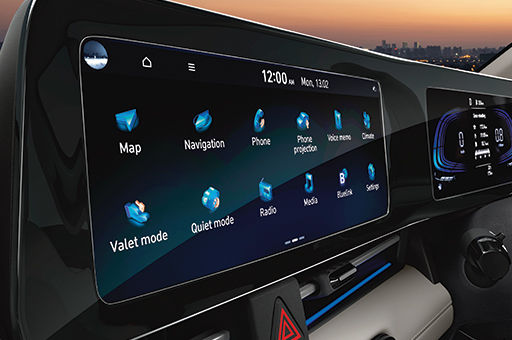 12:00 AM Mon, 13:02
Map Navigation Phone Phone projection Voice memo Climate
Valet mode Quiet mode Radio Media Bluelink Settings